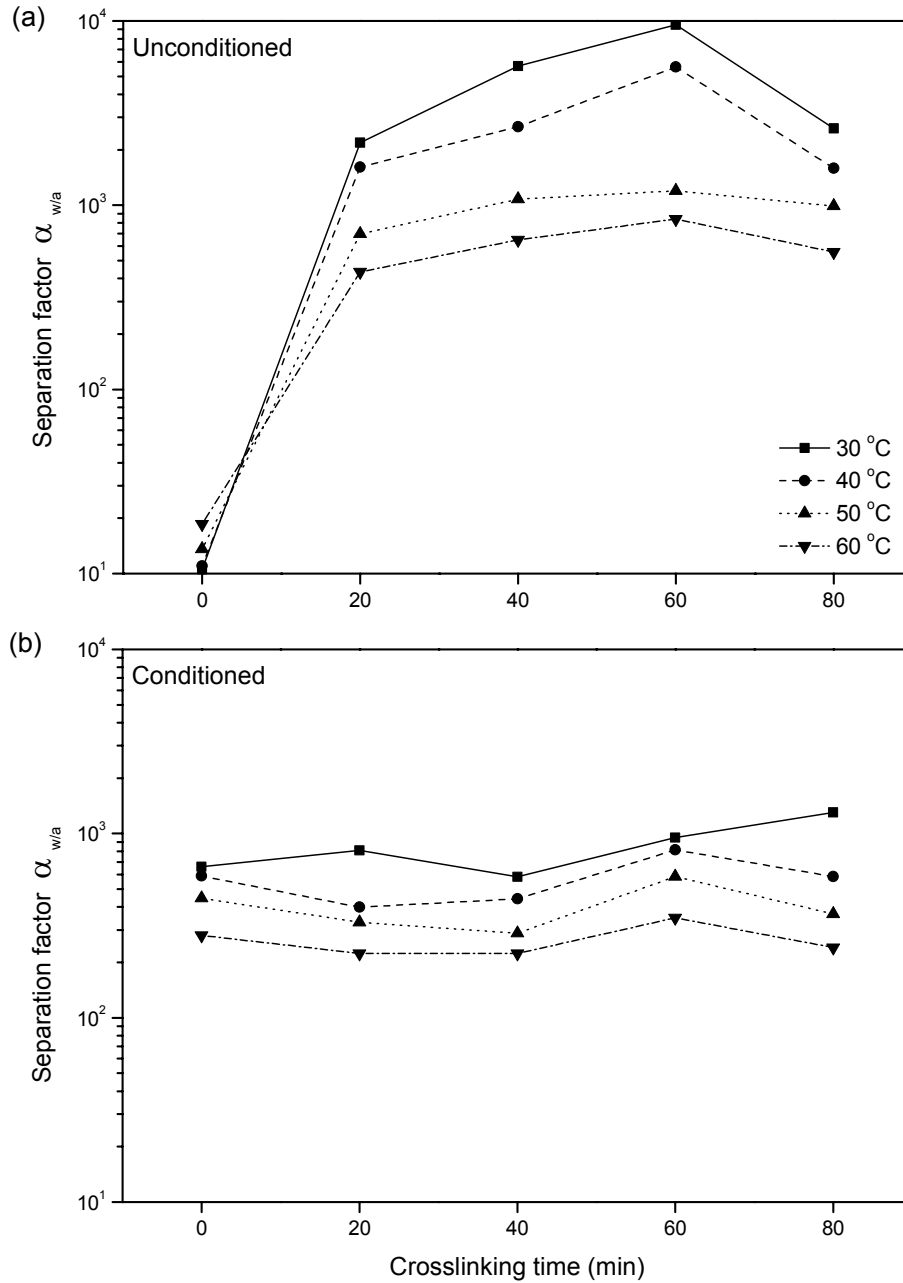 (a)
Unconditioned
10^4
10^3
10^2
10^1
Separation factor α w/a
30 °C
40 °C
50 °C
60 °C
0 20 40 60 80
(b)
Conditioned
10^4
10^3
10^2
10^1
Separation factor α w/a
0 20 40 60 80
Crosslinking time (min)